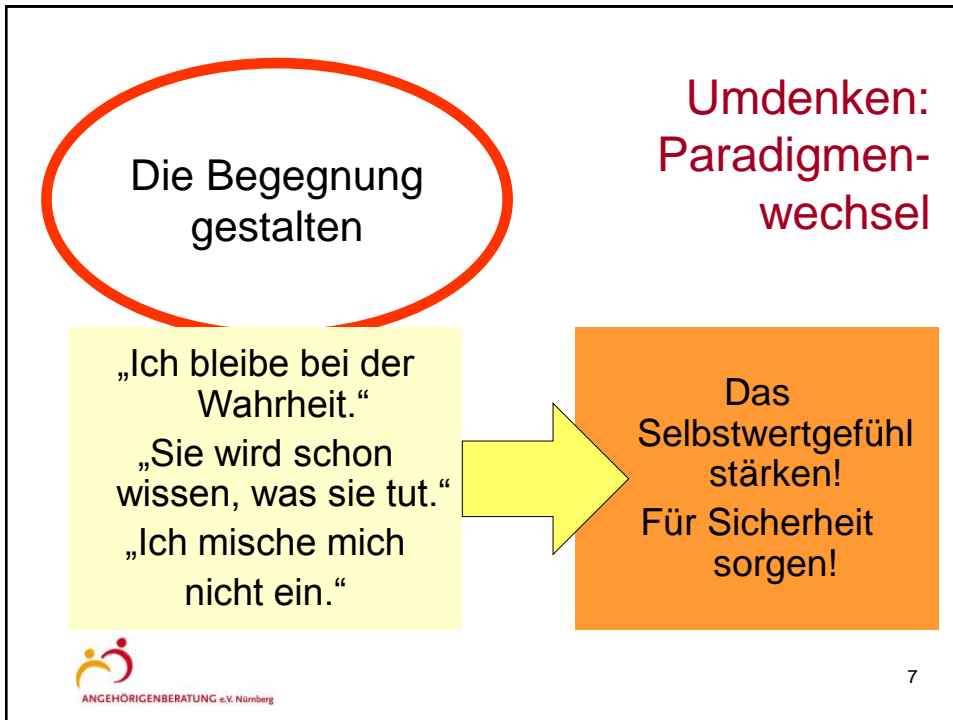 Die Begegnung
gestalten
Umdenken:
Paradigmen-
wechsel
„Ich bleibe bei der
Wahrheit.“
„Sie wird schon
wissen, was sie tut.“
„Ich mische mich
nicht ein.“
Das
Selbstwertgefühl
stärken!
Für Sicherheit
sorgen!
ANGEHÖRIGENBERATUNG e.V. Nürnberg
7